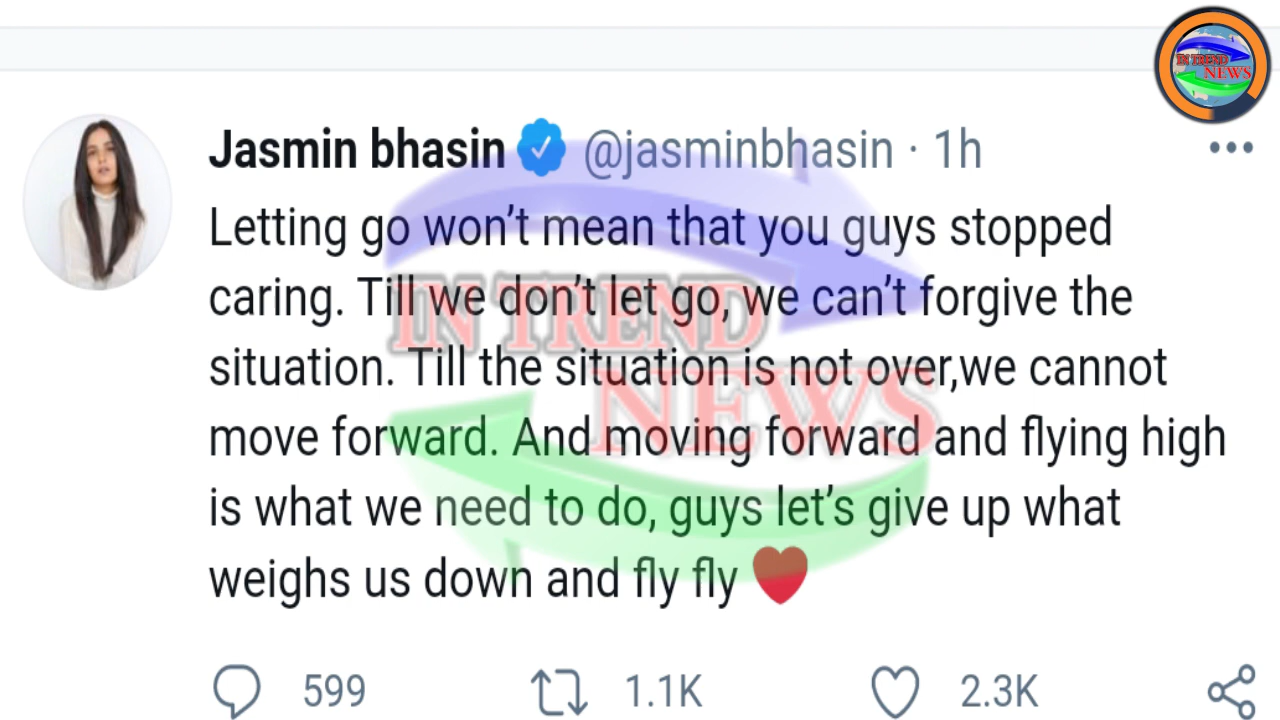 IN TREND
NEWS
Jasmin bhasin @jasminbhasin · 1h
Letting go won’t mean that you guys stopped
caring. Till we don’t let go, we can’t forgive the
situation. Till the situation is not over,we cannot
move forward. And moving forward and flying high
is what we need to do, guys let’s give up what
weighs us down and fly fly ❤️
IN TREND
NEWS
599 1.1K 2.3K